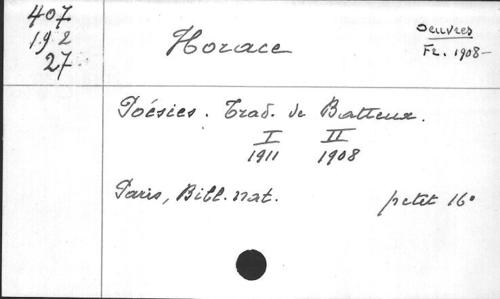 407
192
27
Horace
Oeuvres
Fr. 1908-
Poésies. Trad. de Batteux.
I II
1911 1908
Paris, Bibl. nat. petit 16°